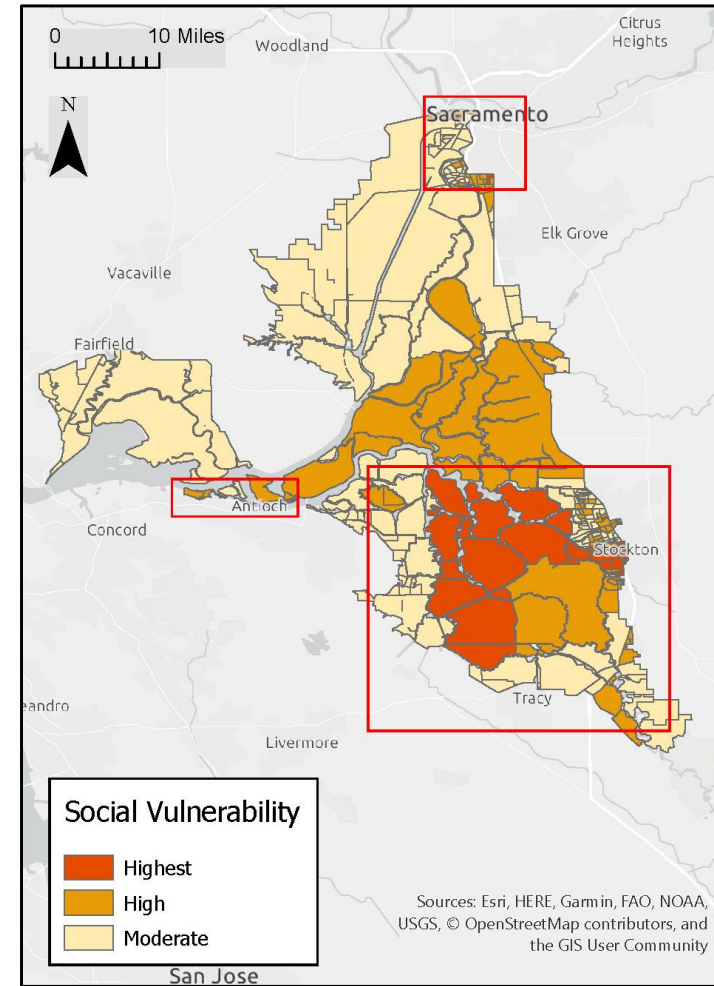 0 10 Miles
Woodland
Citrus
Heights
N
Sacramento
Elk Grove
Vacaville
Fairfield
Antioch
Concord
Stockton
Tracy
eandro
Livermore
Social Vulnerability
Highest
High
Moderate
Sources: Esri, HERE, Garmin, FAO, NOAA,
USGS, © OpenStreetMap contributors, and
the GIS User Community
San Jose